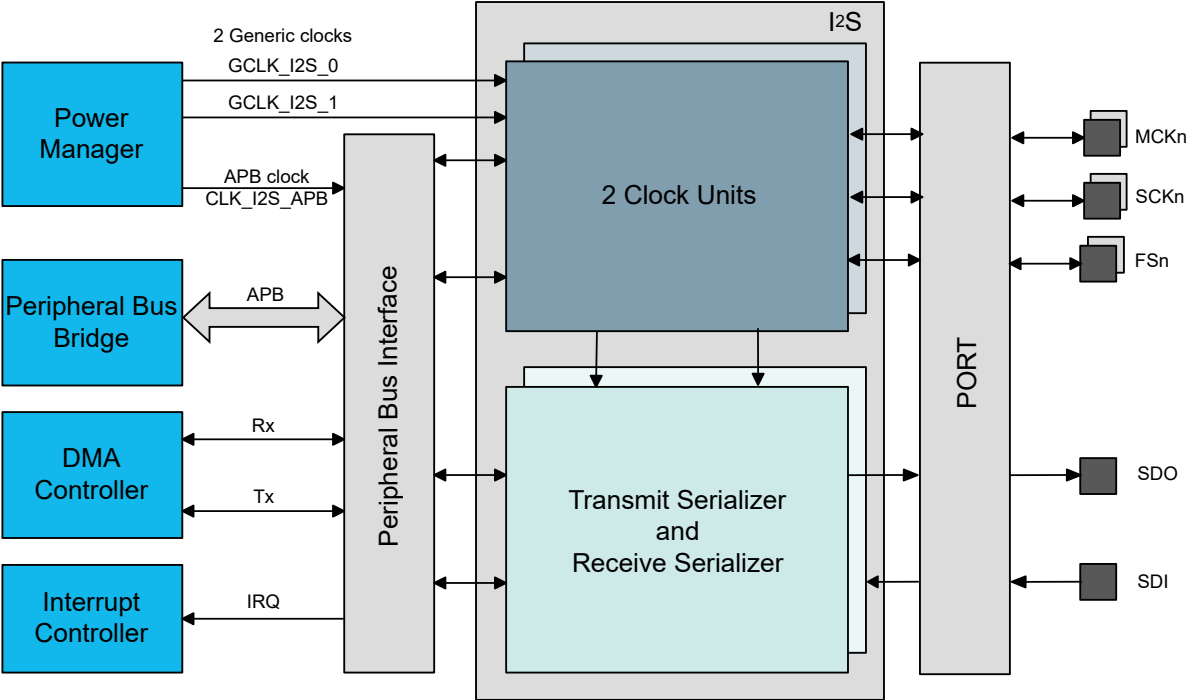 I2S
2 Generic clocks
GCLK_I2S_0
GCLK_I2S_1
Power
Manager
APB clock
CLK_I2S_APB
2 Clock Units
MCKn
SCKn
FSn
Peripheral Bus
Bridge
APB
Peripheral Bus Interface
PORT
DMA
Controller
Rx
Tx
Transmit Serializer
and
Receive Serializer
SDO
SDI
Interrupt
Controller
IRQ